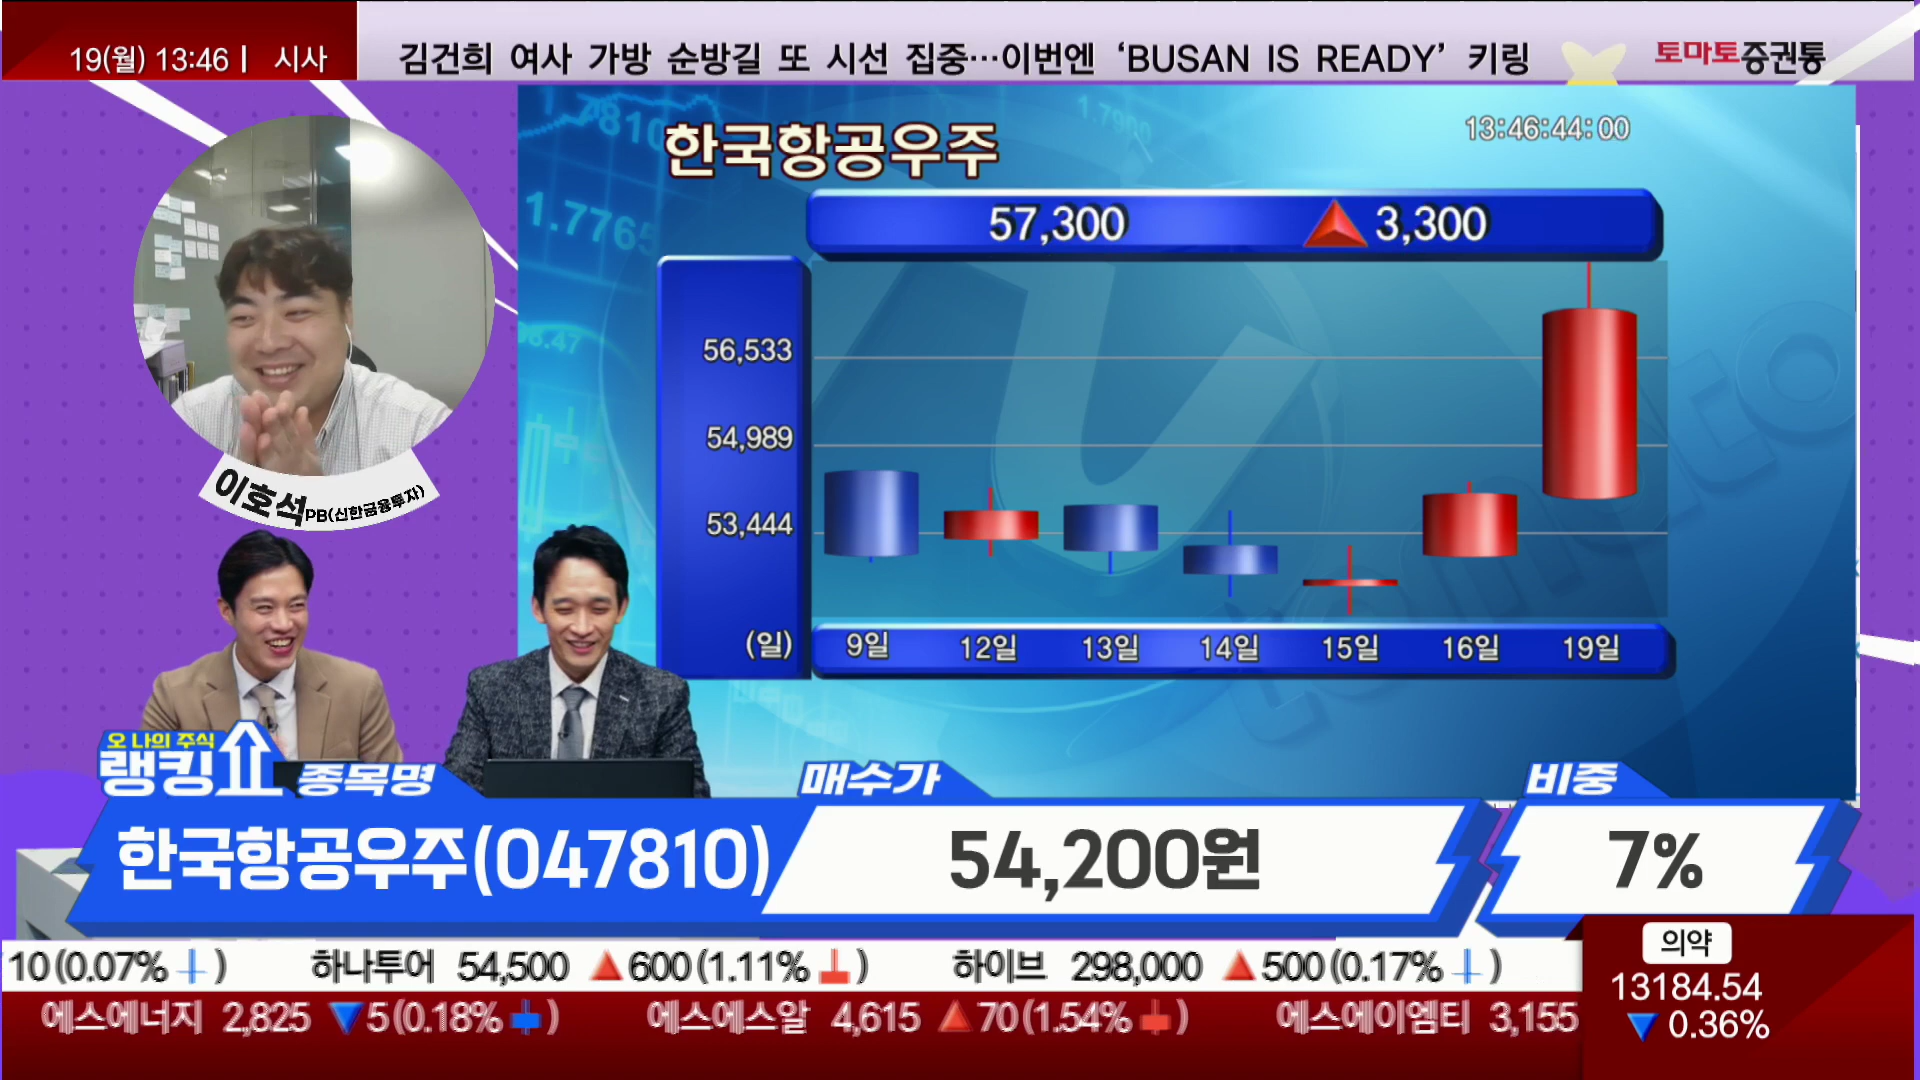 19(월) 13:46 | 시사
김건희 여사 가방 순방길 또 시선 집중…이번엔 ‘BUSAN IS READY’ 키링
토마토증권통
한국항공우주
13:46:44:00
57,300 ▲ 3,300
56,533
54,989
53,444
(일) 9일 12일 13일 14일 15일 16일 19일
이호석 PB(신한금융투자)
오 나의 주식
랭킹
종목명 매수가 비중
한국항공우주(047810) 54,200원 7%
10(0.07% ) 하나투어 54,500 ▲600(1.11% ) 하이브 298,000 ▲500(0.17% )
에스에너지 2,825 ▼5(0.18% ) 에스에스알 4,615 ▲70(1.54% ) 에스에이엠티 3,155
의약
13184.54
▼ 0.36%